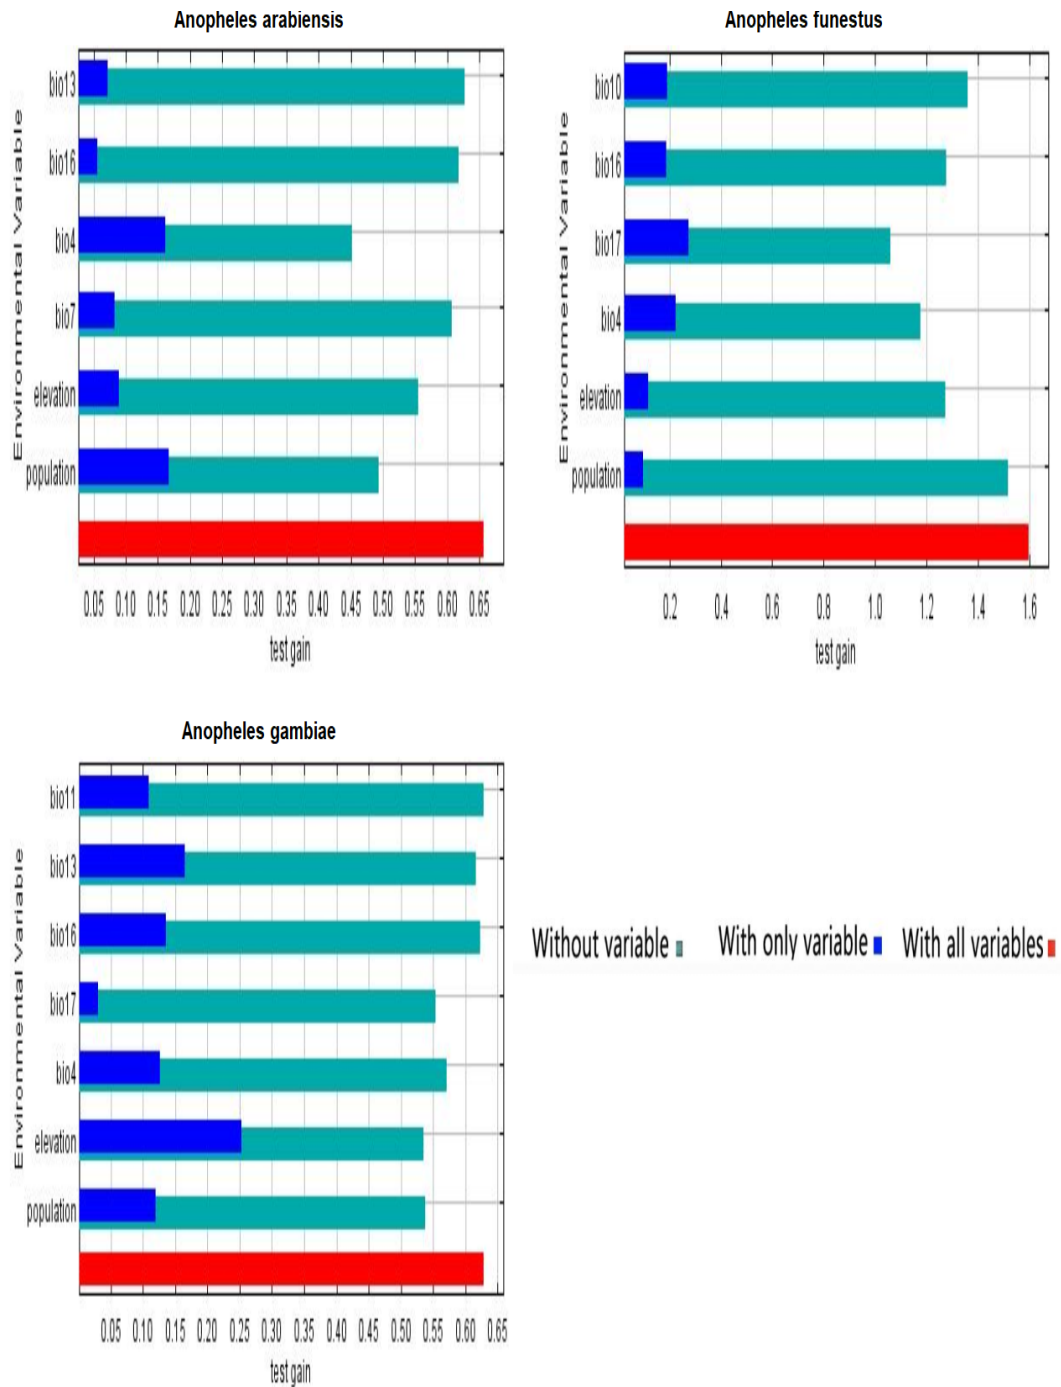 Anopheles arabiensis
Environmental Variable
bio13
bio16
bio4
bio7
elevation
population
0.05 0.10 0.15 0.20 0.25 0.30 0.35 0.40 0.45 0.50 0.55 0.60 0.65
test gain
Anopheles funestus
Environmental Variable
bio10
bio16
bio17
bio4
elevation
population
0.2 0.4 0.6 0.8 1.0 1.2 1.4 1.6
test gain
Anopheles gambiae
Environmental Variable
bio11
bio13
bio16
bio17
bio4
elevation
population
0.05 0.10 0.15 0.20 0.25 0.30 0.35 0.40 0.45 0.50 0.55 0.60 0.65
test gain
Without variable With only variable With all variables